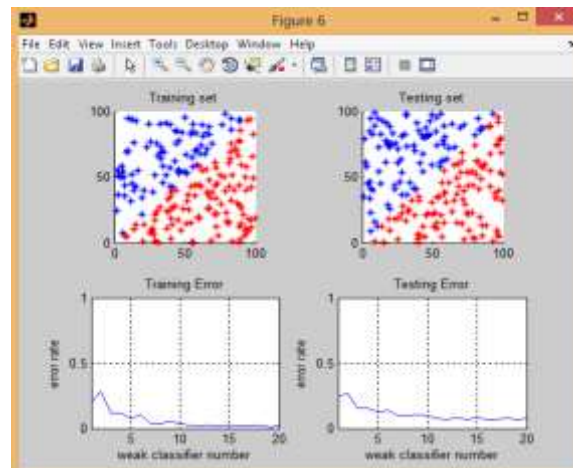 Figure 6
File Edit View Insert Tools Desktop Window Help
Training set
Testing set
100
50
0
0 50 100
100
50
0
0 50 100
Training Error
Testing Error
1
0.5
0
error rate
5 10 15 20
weak classifier number
1
0.5
0
error rate
5 10 15 20
weak classifier number